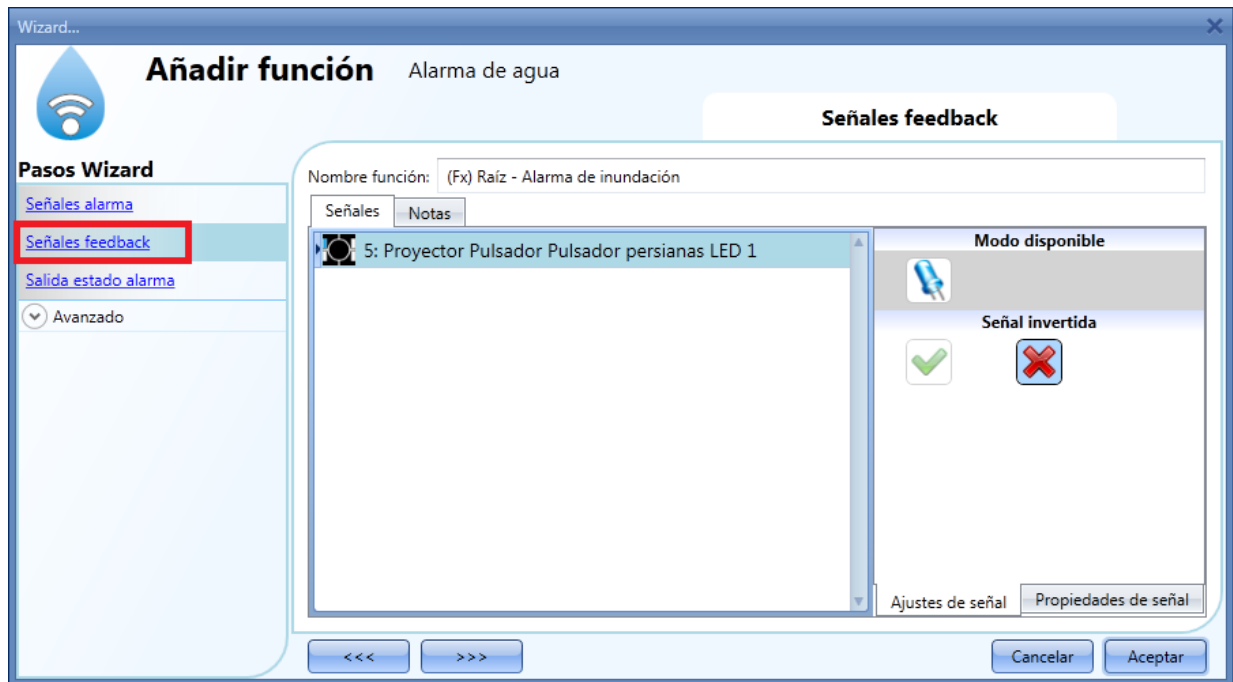 Wizard...
Añadir función Alarma de agua
Señales feedback
Pasos Wizard
Señales alarma
Señales feedback
Salida estado alarma
Avanzado
Nombre función: (Fx) Raíz - Alarma de inundación
Señales Notas
5: Proyector Pulsador Pulsador persianas LED 1
Modo disponible
Señal invertida
Ajustes de señal Propiedades de señal
<<< >>> Cancelar Aceptar